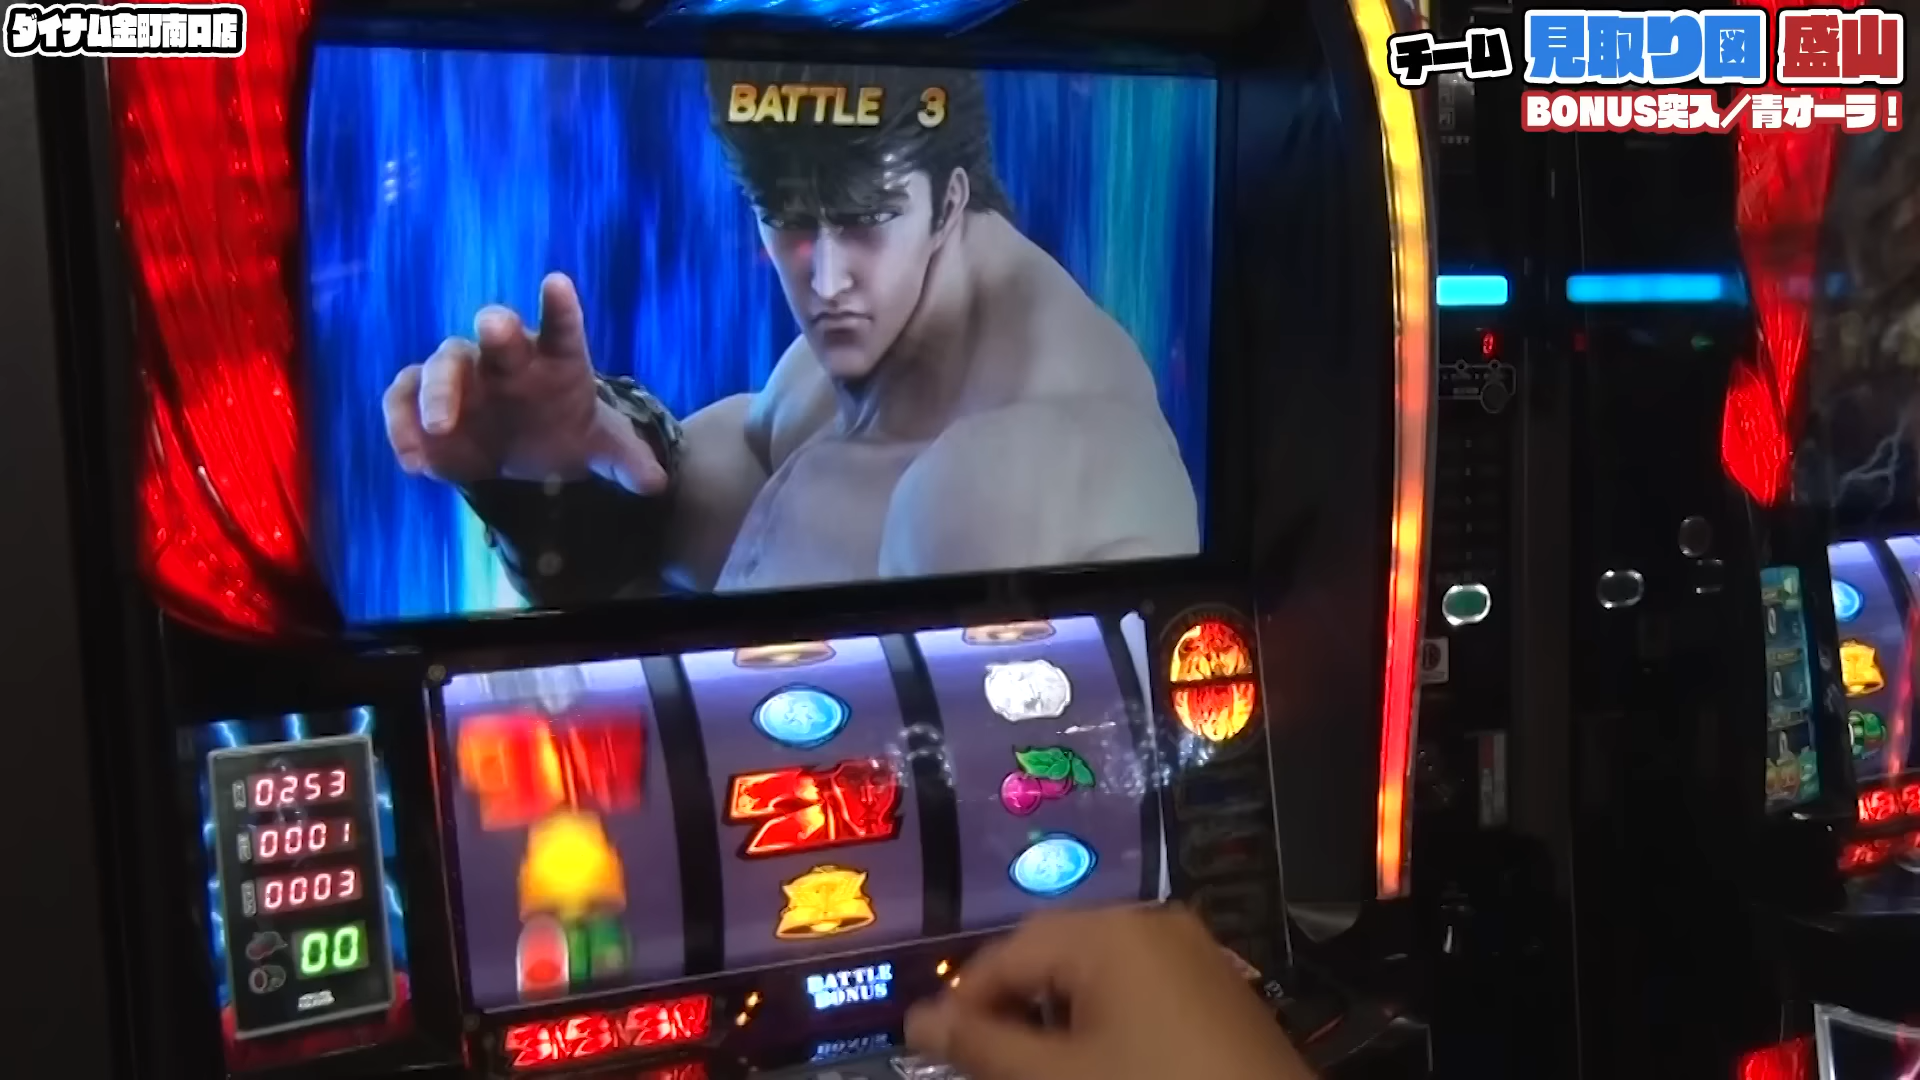 ダイナム金町南口店
チーム 見取り図 盛山
BONUS突入/青オーラ!
BATTLE 3
0
0253
0001
0003
00
BATTLE
BONUS